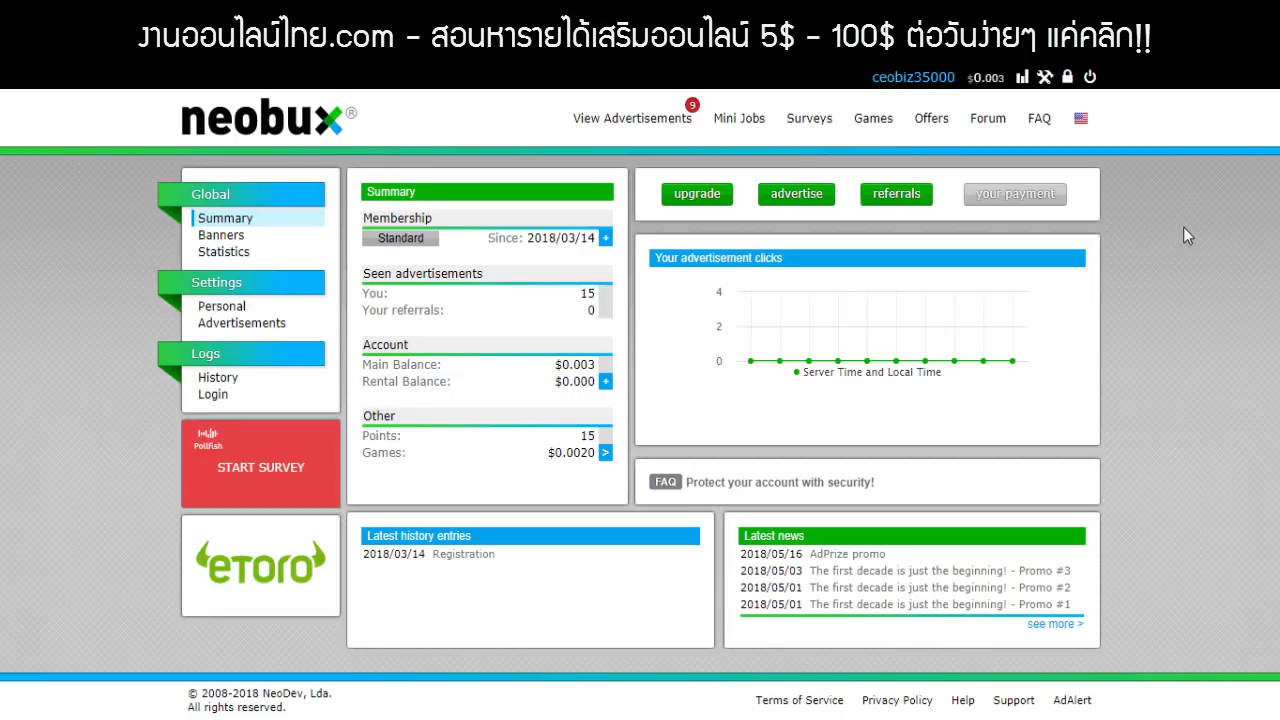 งานออนไลน์ไทย.com - สอนหารายได้เสริมออนไลน์ 5$ - 100$ ต่อวันง่ายๆ แค่คลิก!!
ceobiz35000 $0.003
neobux®
View Advertisements 9 Mini Jobs Surveys Games Offers Forum FAQ
Global
Summary
Banners
Statistics
Settings
Personal
Advertisements
Logs
History
Login
Pollfish
START SURVEY
eTORO
Summary
Membership
Standard Since: 2018/03/14 +
Seen advertisements
You: 15
Your referrals: 0
Account
Main Balance: $0.003
Rental Balance: $0.000 +
Other
Points: 15
Games: $0.0020 >
upgrade advertise referrals your payment
Your advertisement clicks
4
2
0
Server Time and Local Time
FAQ Protect your account with security!
Latest history entries
2018/03/14 Registration
Latest news
2018/05/16 AdPrize promo
2018/05/03 The first decade is just the beginning! - Promo #3
2018/05/01 The first decade is just the beginning! - Promo #2
2018/05/01 The first decade is just the beginning! - Promo #1
see more >
© 2008-2018 NeoDev, Lda.
All rights reserved.
Terms of Service Privacy Policy Help Support AdAlert